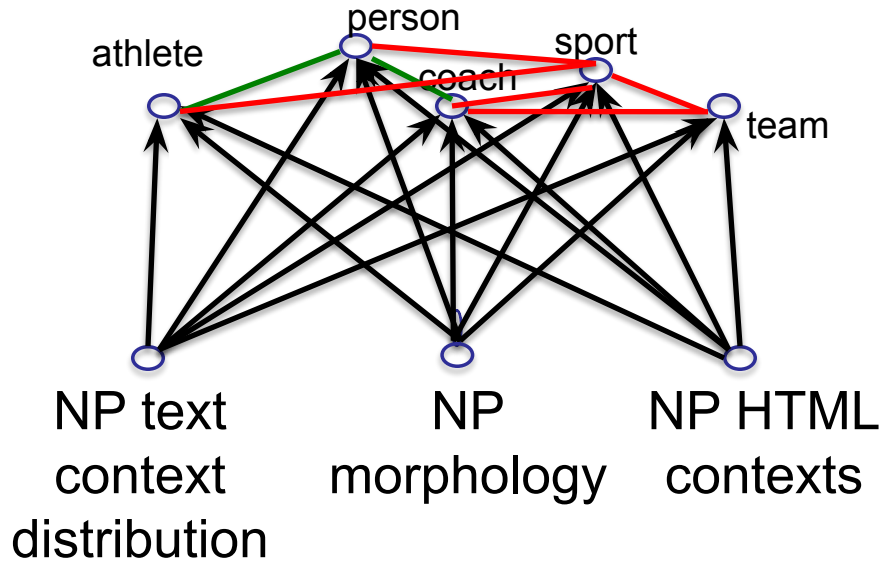 person
sport
athlete
coach
team
NP text
context
distribution
NP
morphology
NP HTML
contexts